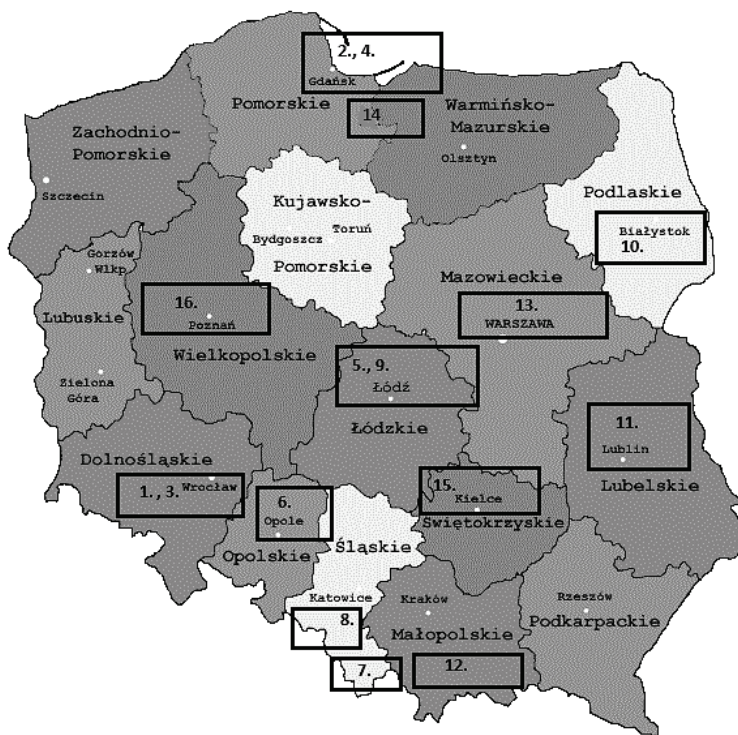 2., 4.
Gdańsk
Pomorskie
14
Warmińsko-
Mazurskie
Olsztyn
Zachodnio-
Pomorskie
Szczecin
Podlaskie
Białystok
10.
Kujawsko-
Toruń
Bydgoszcz
Pomorskie
Gorzów
Wlkp
Lubuskie
Zielona
Góra
16.
Poznań
Wielkopolskie
Mazowieckie
13.
WARSZAWA
5., 9.
Łódź
Łódzkie
11.
Lublin
Lubelskie
Dolnośląskie
1. , 3. Wrocław
6.
Opole
Opolskie
Śląskie
Katowice
8.
7.
15.
Kielce
Świętokrzyskie
Kraków
Małopolskie
12.
Rzeszów
Podkarpackie